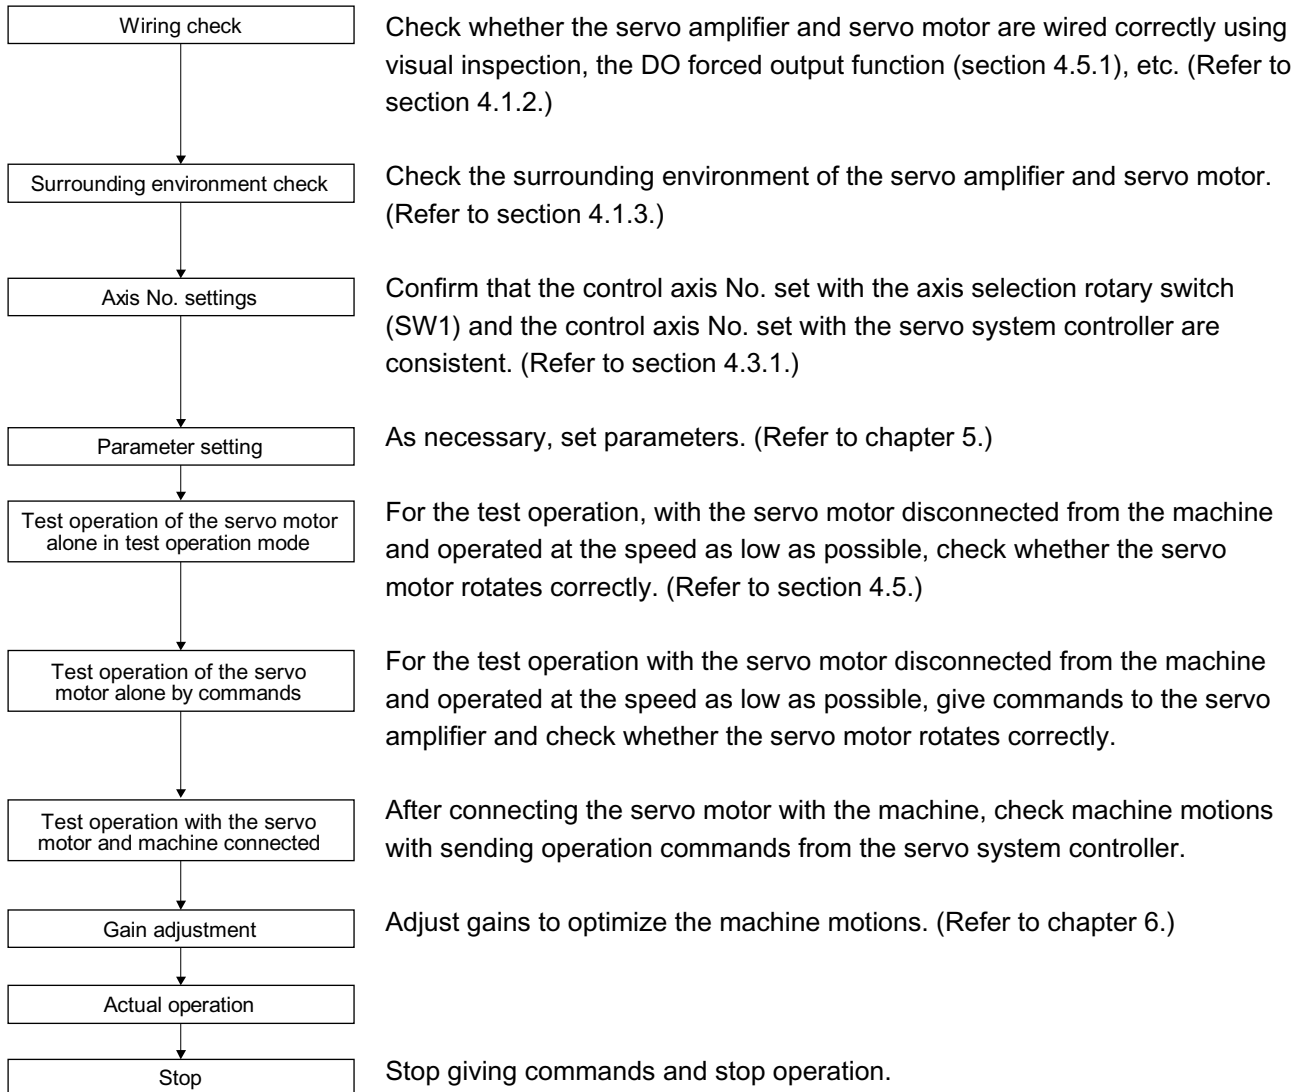 Wiring check
Check whether the servo amplifier and servo motor are wired correctly using
visual inspection, the DO forced output function (section 4.5.1), etc. (Refer to
section 4.1.2.)
Surrounding environment check
Check the surrounding environment of the servo amplifier and servo motor.
(Refer to section 4.1.3.)
Axis No. settings
Confirm that the control axis No. set with the axis selection rotary switch
(SW1) and the control axis No. set with the servo system controller are
consistent. (Refer to section 4.3.1.)
Parameter setting
As necessary, set parameters. (Refer to chapter 5.)
Test operation of the servo motor
alone in test operation mode
For the test operation, with the servo motor disconnected from the machine
and operated at the speed as low as possible, check whether the servo
motor rotates correctly. (Refer to section 4.5.)
Test operation of the servo
motor alone by commands
For the test operation with the servo motor disconnected from the machine
and operated at the speed as low as possible, give commands to the servo
amplifier and check whether the servo motor rotates correctly.
Test operation with the servo
motor and machine connected
After connecting the servo motor with the machine, check machine motions
with sending operation commands from the servo system controller.
Gain adjustment
Adjust gains to optimize the machine motions. (Refer to chapter 6.)
Actual operation
Stop
Stop giving commands and stop operation.